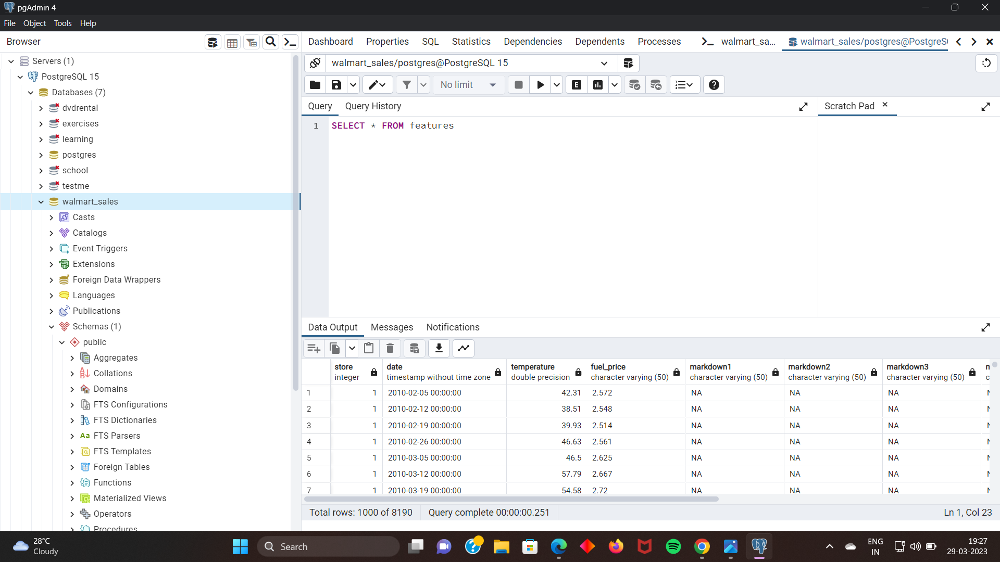 pgAdmin 4
File Object Tools Help
Browser
Dashboard Properties SQL Statistics Dependencies Dependents Processes walmart_sa... walmart_sales/postgres@PostgreS
Servers (1)
PostgreSQL 15
Databases (7)
dvdrental
exercises
learning
postgres
school
testme
walmart_sales
Casts
Catalogs
Event Triggers
Extensions
Foreign Data Wrappers
Languages
Publications
Schemas (1)
public
Aggregates
Collations
Domains
FTS Configurations
FTS Dictionaries
Aa FTS Parsers
FTS Templates
Foreign Tables
Functions
Materialized Views
Operators
Procedures
walmart_sales/postgres@PostgreSQL 15
No limit
E
Query Query History
Scratch Pad
1 SELECT * FROM features
Data Output Messages Notifications
store date temperature fuel_price markdown1 markdown2 markdown3
integer timestamp without time zone double precision character varying (50) character varying (50) character varying (50) character varying (50)
1 1 2010-02-05 00:00:00 42.31 2.572 NA NA NA
2 1 2010-02-12 00:00:00 38.51 2.548 NA NA NA
3 1 2010-02-19 00:00:00 39.93 2.514 NA NA NA
4 1 2010-02-26 00:00:00 46.63 2.561 NA NA NA
5 1 2010-03-05 00:00:00 46.5 2.625 NA NA NA
6 1 2010-03-12 00:00:00 57.79 2.667 NA NA NA
7 1 2010-03-19 00:00:00 54.58 2.72 NA NA NA
Total rows: 1000 of 8190 Query complete 00:00:00.251
Ln 1, Col 23
28°C
Cloudy
Search
ENG
IN
19:27
29-03-2023